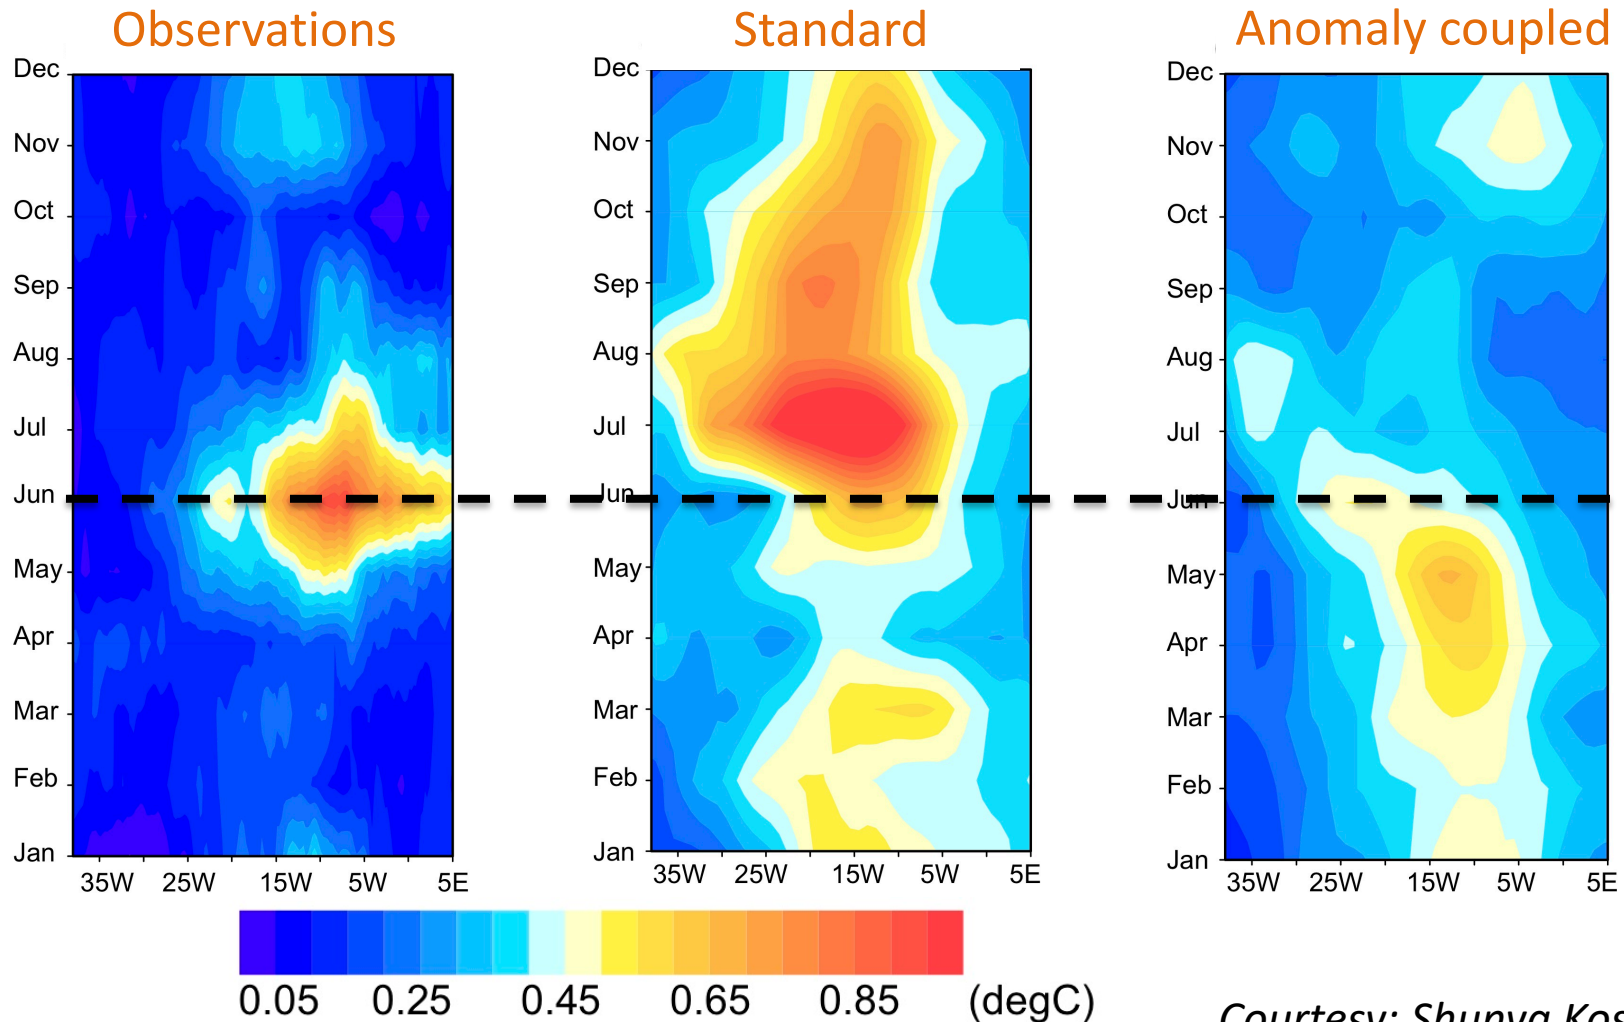 Observations Standard Anomaly coupled
Dec
Nov
Oct
Sep
Aug
Jul
Jun
May
Apr
Mar
Feb
Jan
35W 25W 15W 5W 5E
Dec
Nov
Oct
Sep
Aug
Jul
Jun
May
Apr
Mar
Feb
Jan
35W 25W 15W 5W 5E
Dec
Nov
Oct
Sep
Aug
Jul
Jun
May
Apr
Mar
Feb
Jan
35W 25W 15W 5W 5E
0.05 0.25 0.45 0.65 0.85 (degC)
Courtesy: Shunya